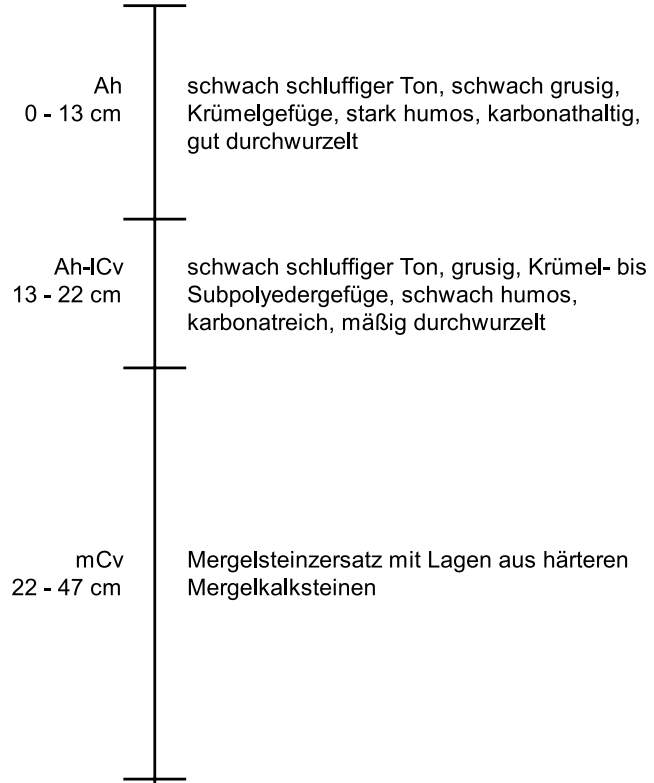 Ah
0 - 13 cm
schwach schluffiger Ton, schwach grusig,
Krümelgefüge, stark humos, karbonathaltig,
gut durchwurzelt
Ah-lCv
13 - 22 cm
schwach schluffiger Ton, grusig, Krümel- bis
Subpolyedergefüge, schwach humos,
karbonatreich, mäßig durchwurzelt
mCv
22 - 47 cm
Mergelsteinzersatz mit Lagen aus härteren
Mergelkalksteinen